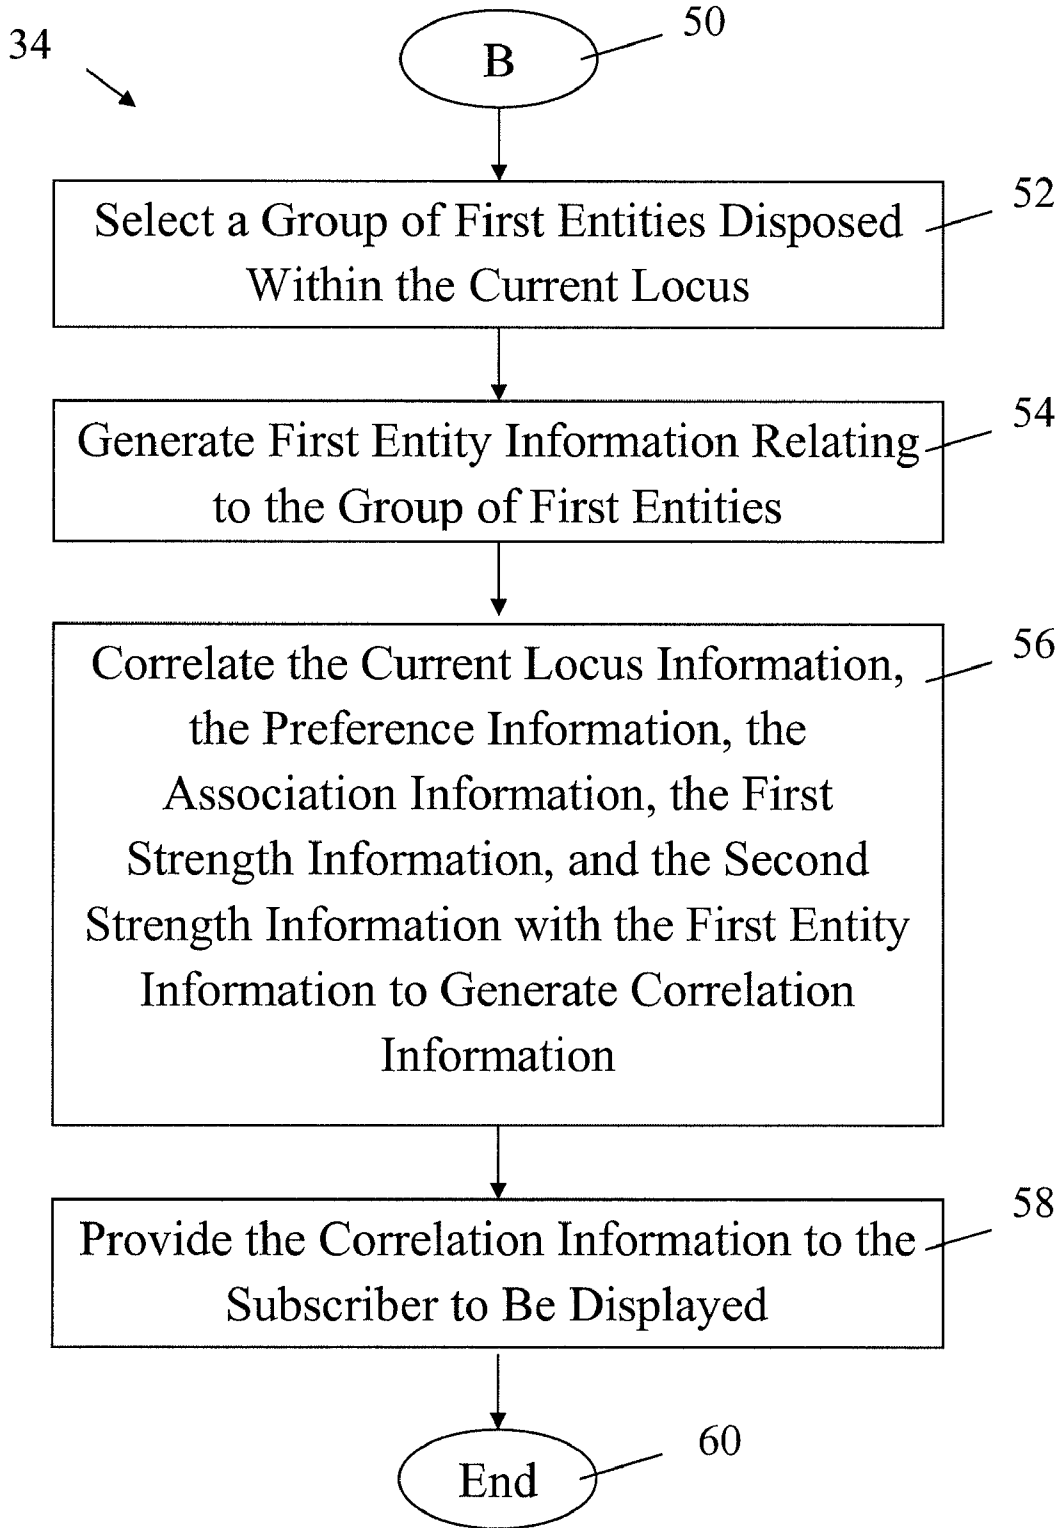 34
B
50
Select a Group of First Entities Disposed
Within the Current Locus
52
Generate First Entity Information Relating
to the Group of First Entities
54
Correlate the Current Locus Information,
the Preference Information, the
Association Information, the First
Strength Information, and the Second
Strength Information with the First Entity
Information to Generate Correlation
Information
56
Provide the Correlation Information to the
Subscriber to Be Displayed
58
End
60